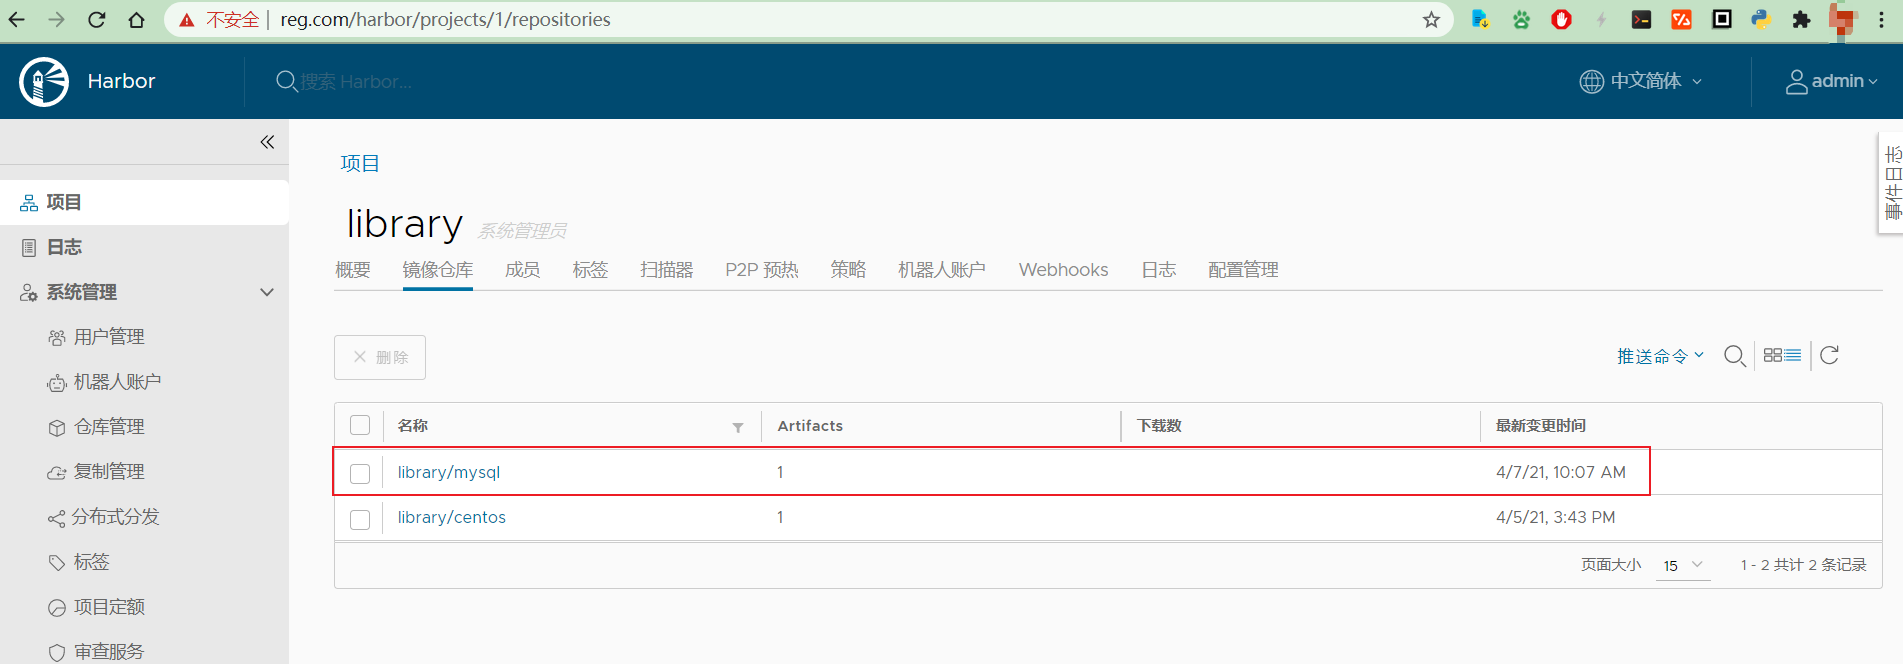 不安全 | reg.com/harbor/projects/1/repositories
Harbor
搜索 Harbor...
中文简体
admin
项目
日志
系统管理
用户管理
机器人账户
仓库管理
复制管理
分布式分发
标签
项目定额
审查服务
项目
library 系统管理员
概要 镜像仓库 成员 标签 扫描器 P2P 预热 策略 机器人账户 Webhooks 日志 配置管理
删除
推送命令
名称 Artifacts 下载数 最新变更时间
library/mysql 1 4/7/21, 10:07 AM
library/centos 1 4/5/21, 3:43 PM
页面大小 15 1 - 2 共计 2 条记录
事件日志